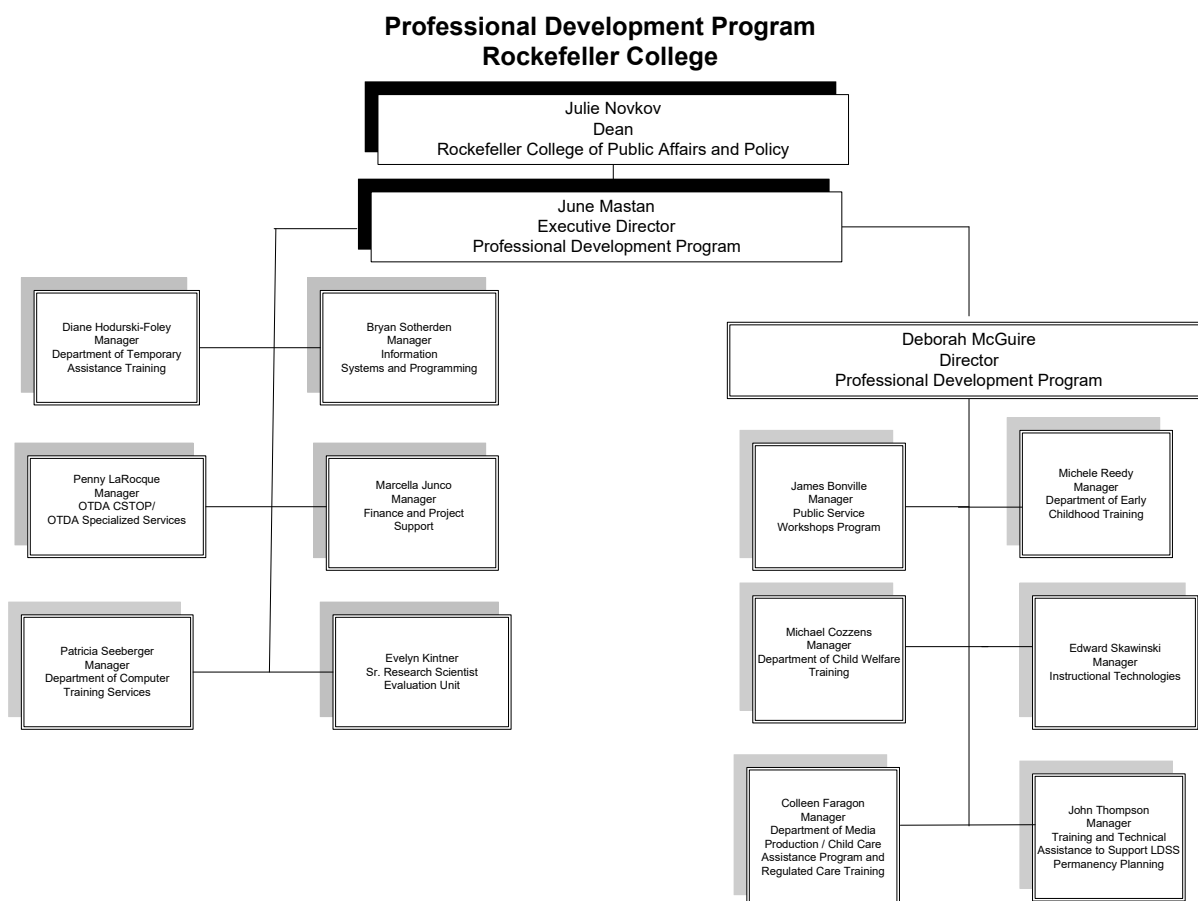 Professional Development Program
Rockefeller College
Julie Novkov
Dean
Rockefeller College of Public Affairs and Policy
June Mastan
Executive Director
Professional Development Program
Diane Hodurski-Foley
Manager
Department of Temporary
Assistance Training
Bryan Sotherden
Manager
Information
Systems and Programming
Penny LaRocque
Manager
OTDA CSTOP/
OTDA Specialized Services
Marcella Junco
Manager
Finance and Project
Support
Patricia Seeberger
Manager
Department of Computer
Training Services
Evelyn Kintner
Sr. Research Scientist
Evaluation Unit
Deborah McGuire
Director
Professional Development Program
James Bonville
Manager
Public Service
Workshops Program
Michele Reedy
Manager
Department of Early
Childhood Training
Michael Cozzens
Manager
Department of Child Welfare
Training
Edward Skawinski
Manager
Instructional Technologies
Colleen Faragon
Manager
Department of Media
Production / Child Care
Assistance Program and
Regulated Care Training
John Thompson
Manager
Training and Technical
Assistance to Support LDSS
Permanency Planning